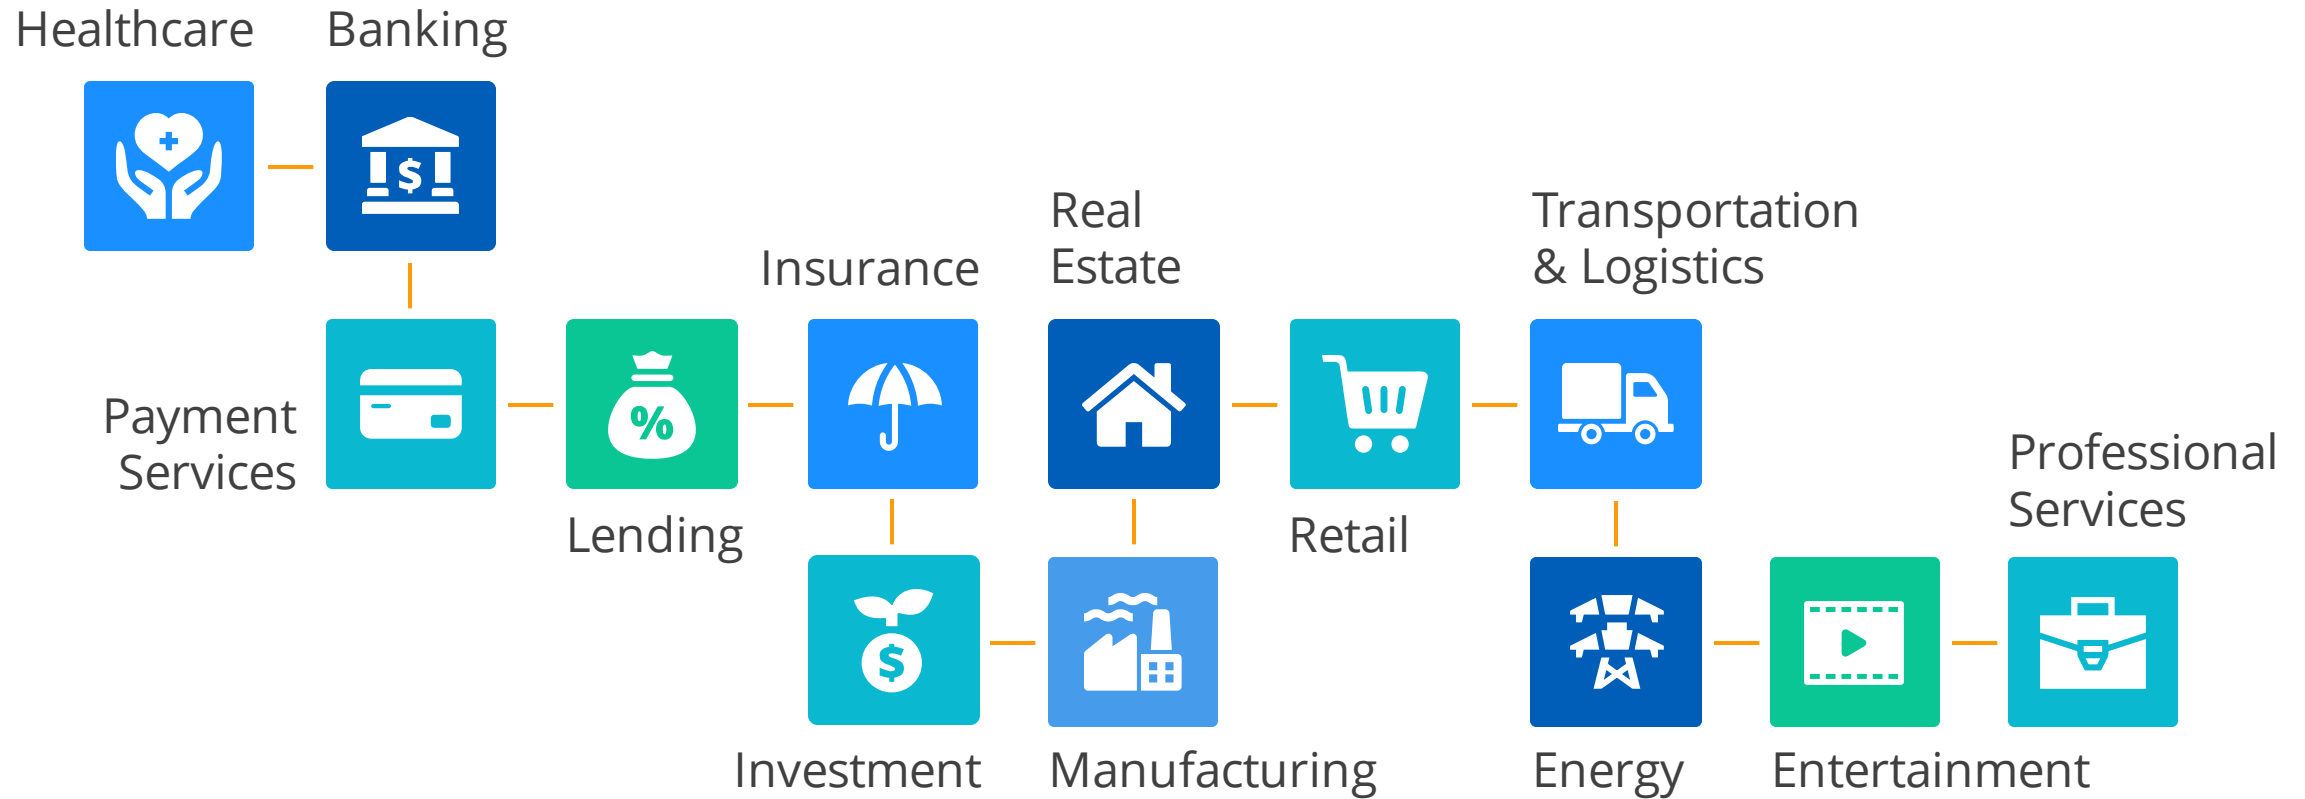 Healthcare
Banking
Payment
Services
Lending
Insurance
Investment
Manufacturing
Real
Estate
Retail
Transportation
& Logistics
Energy
Entertainment
Professional
Services
$
%
$